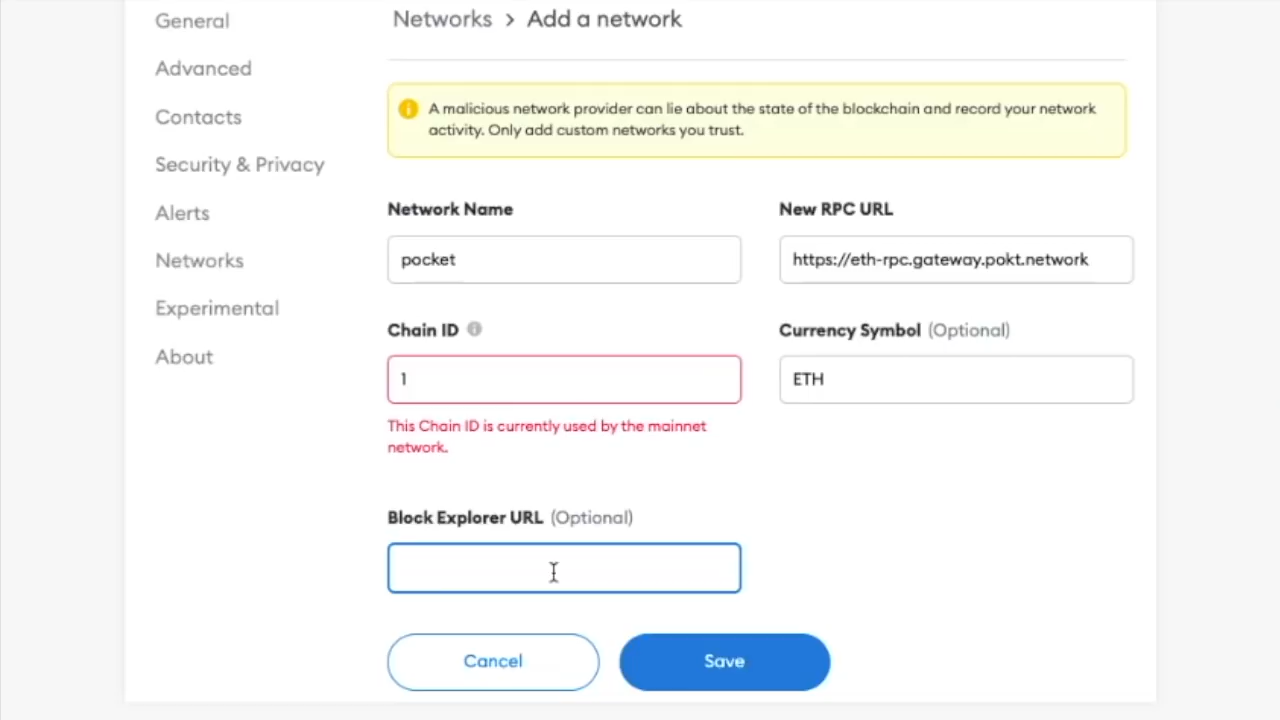 General
Advanced
Contacts
Security & Privacy
Alerts
Networks
Experimental
About
Networks > Add a network
A malicious network provider can lie about the state of the blockchain and record your network
activity. Only add custom networks you trust.
Network Name
pocket
New RPC URL
https://eth-rpc.gateway.pokt.network
Chain ID
1
This Chain ID is currently used by the mainnet
network.
Currency Symbol (Optional)
ETH
Block Explorer URL (Optional)
Cancel
Save